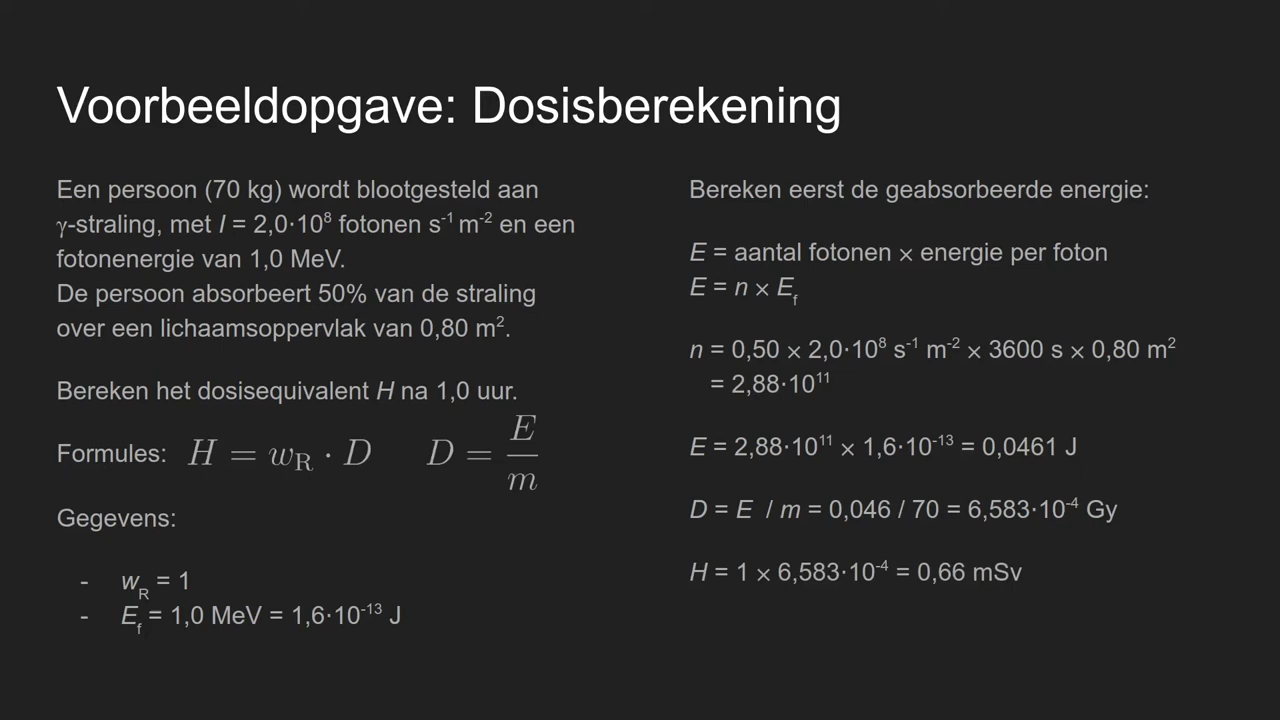 Voorbeeldopgave: Dosisberekening
Een persoon (70 kg) wordt blootgesteld aan
γ-straling, met I = 2,0·10⁸ fotonen s⁻¹ m⁻² en een
fotonenergie van 1,0 MeV.
De persoon absorbeert 50% van de straling
over een lichaamsoppervlak van 0,80 m².
Bereken het dosisequivalent H na 1,0 uur.
Formules: H = w_R · D D = E/m
Gegevens:
- w_R = 1
- E_f = 1,0 MeV = 1,6·10⁻¹³ J
Bereken eerst de geabsorbeerde energie:
E = aantal fotonen × energie per foton
E = n × E_f
n = 0,50 × 2,0·10⁸ s⁻¹ m⁻² × 3600 s × 0,80 m²
= 2,88·10¹¹
E = 2,88·10¹¹ × 1,6·10⁻¹³ = 0,0461 J
D = E / m = 0,046 / 70 = 6,583·10⁻⁴ Gy
H = 1 × 6,583·10⁻⁴ = 0,66 mSv